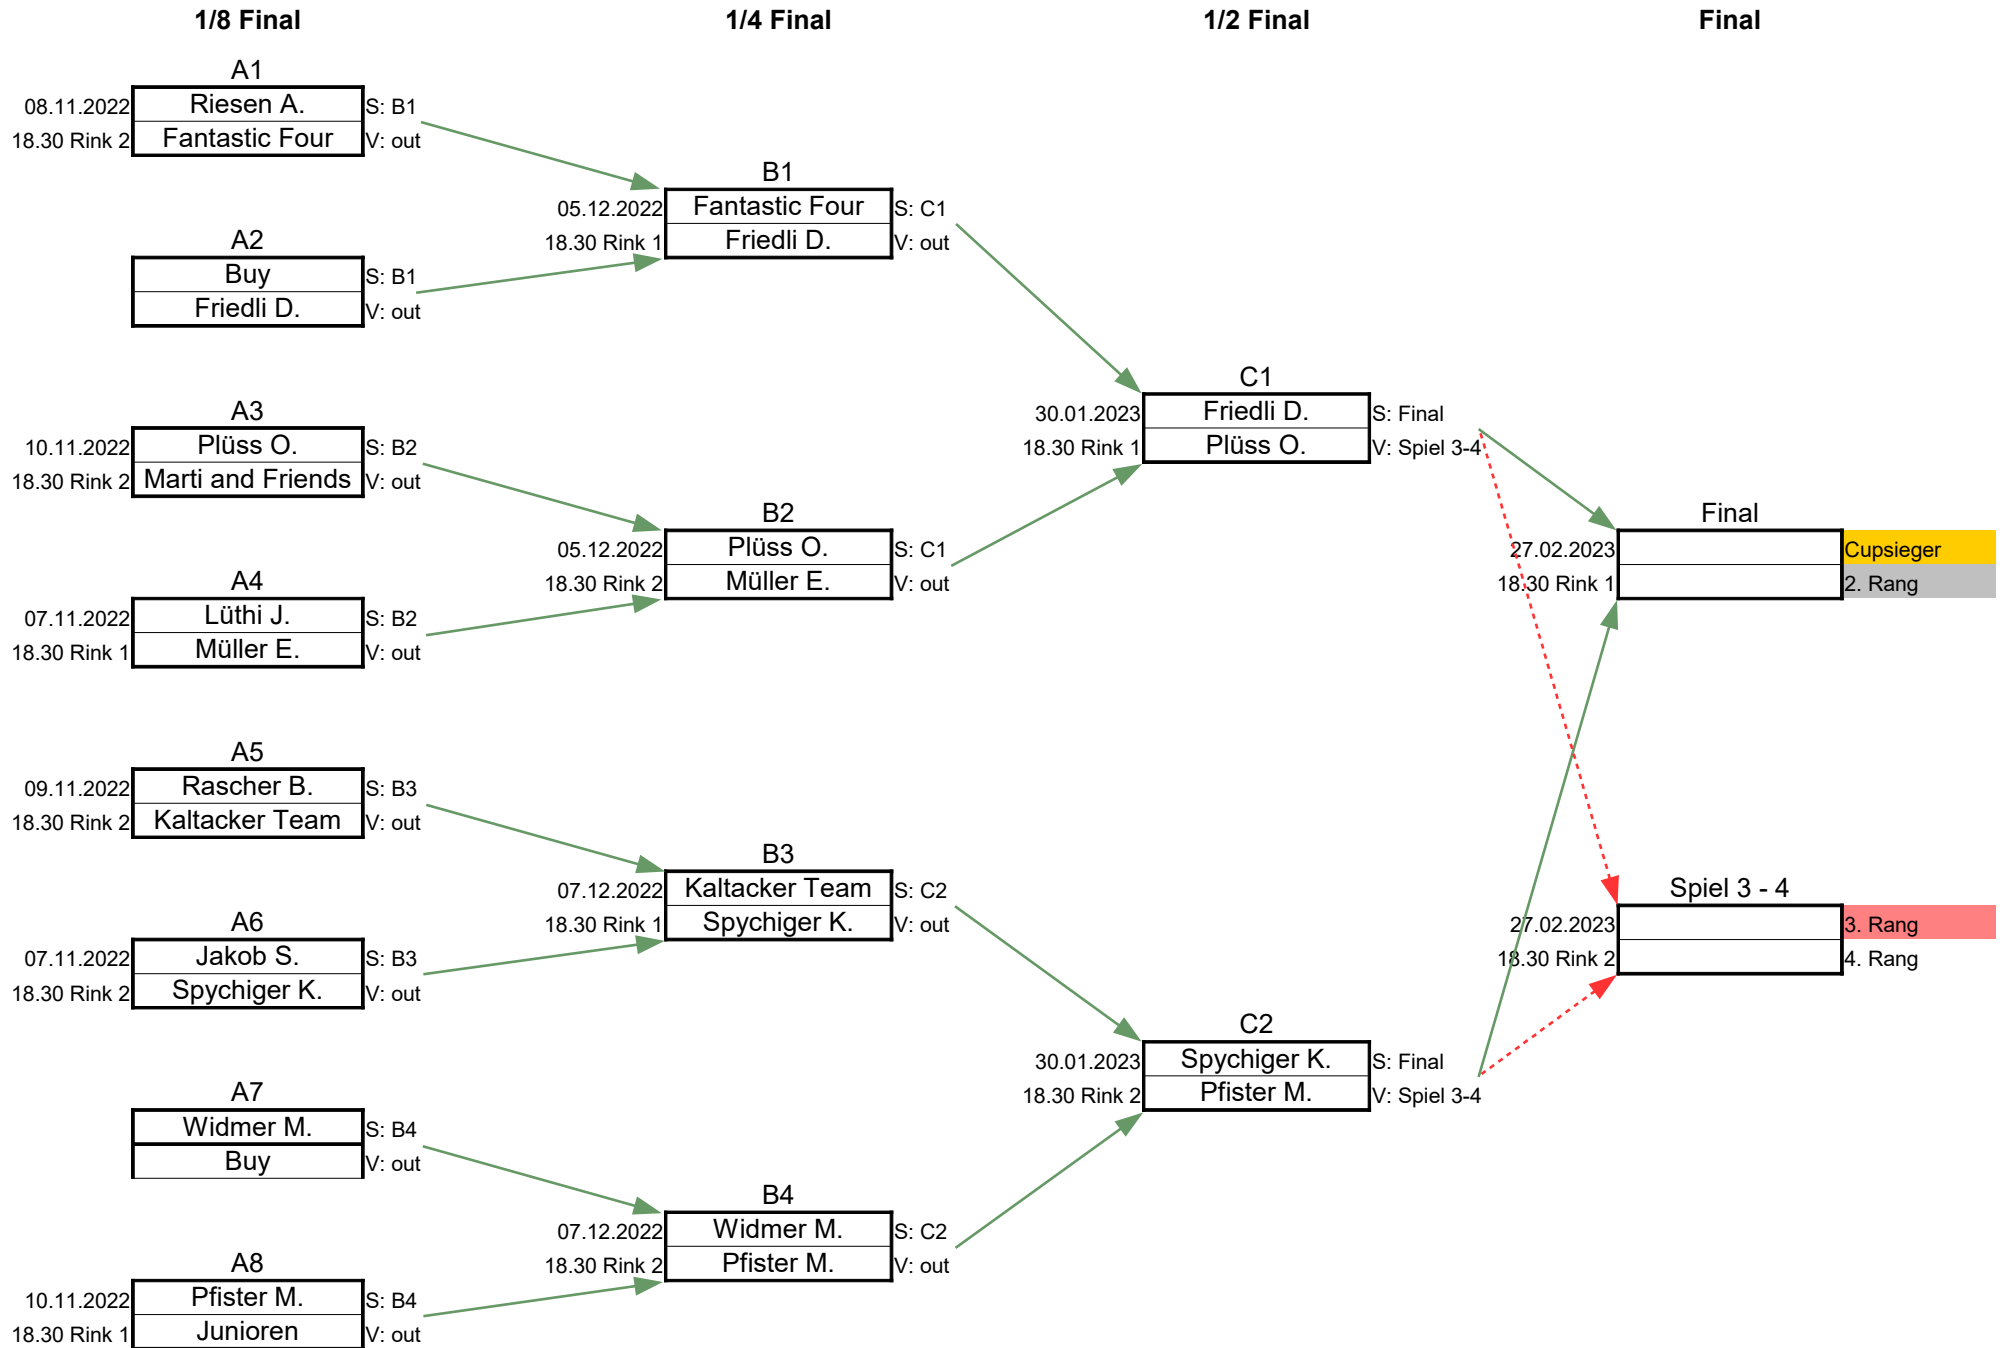 1/8 Final
1/4 Final
1/2 Final
Final
A1
08.11.2022 Riesen A. S: B1
18.30 Rink 2 Fantastic Four V: out
A2
Buy S: B1
Friedli D. V: out
A3
10.11.2022 Plüss O. S: B2
18.30 Rink 2 Marti and Friends V: out
A4
07.11.2022 Lüthi J. S: B2
18.30 Rink 1 Müller E. V: out
A5
09.11.2022 Rascher B. S: B3
18.30 Rink 2 Kaltacker Team V: out
A6
07.11.2022 Jakob S. S: B3
18.30 Rink 2 Spychiger K. V: out
A7
Widmer M. S: B4
Buy V: out
A8
10.11.2022 Pfister M. S: B4
18.30 Rink 1 Junioren V: out
B1
05.12.2022 Fantastic Four S: C1
18.30 Rink 1 Friedli D. V: out
B2
05.12.2022 Plüss O. S: C1
18.30 Rink 2 Müller E. V: out
B3
07.12.2022 Kaltacker Team S: C2
18.30 Rink 1 Spychiger K. V: out
B4
07.12.2022 Widmer M. S: C2
18.30 Rink 2 Pfister M. V: out
C1
30.01.2023 Friedli D. S: Final
18.30 Rink 1 Plüss O. V: Spiel 3-4
C2
30.01.2023 Spychiger K. S: Final
18.30 Rink 2 Pfister M. V: Spiel 3-4
Final
27.02.2023 Cupsieger
18.30 Rink 1 2. Rang
Spiel 3 - 4
27.02.2023 3. Rang
18.30 Rink 2 4. Rang